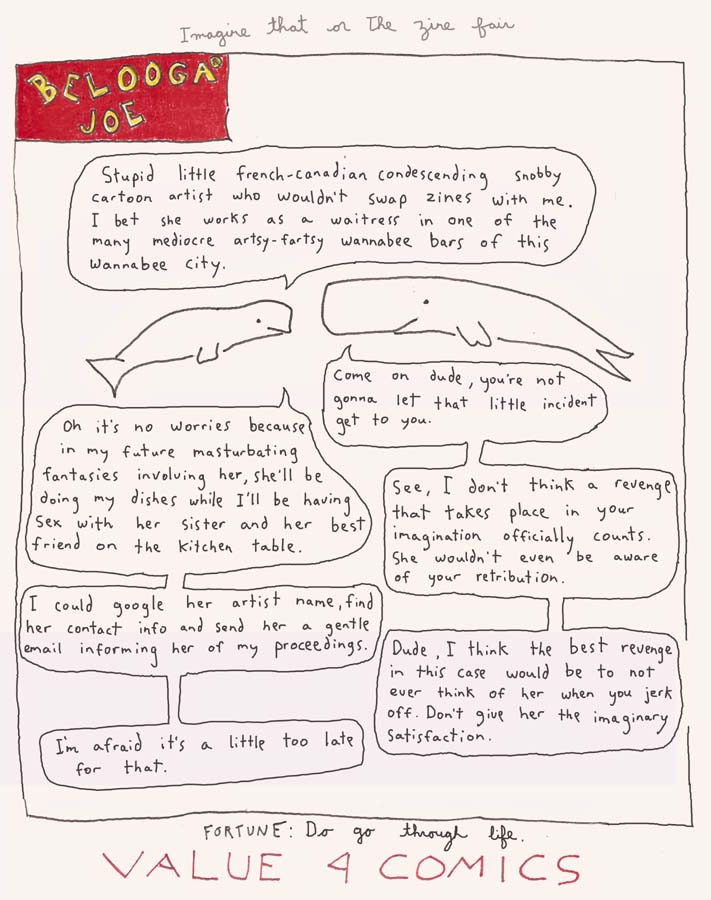 Imagine that or The zine fair
BELOOGA®
JOE
Stupid little french-canadian condescending snobby
cartoon artist who wouldn't swap zines with me.
I bet she works as a waitress in one of the
many mediocre artsy-fartsy wannabee bars of this
wannabee city.
Come on dude, you're not
gonna let that little incident
get to you.
Oh it's no worries because
in my future masturbating
fantasies involving her, she'll be
doing my dishes while I'll be having
sex with her sister and her best
friend on the kitchen table.
See, I don't think a revenge
that takes place in your
imagination officially counts.
She wouldn't even be aware
of your retribution.
I could google her artist name, find
her contact info and send her a gentle
email informing her of my proceedings.
Dude, I think the best revenge
in this case would be to not
ever think of her when you jerk
off. Don't give her the imaginary
satisfaction.
I'm afraid it's a little too late
for that.
FORTUNE: Do go through life.
VALUE 4 COMICS